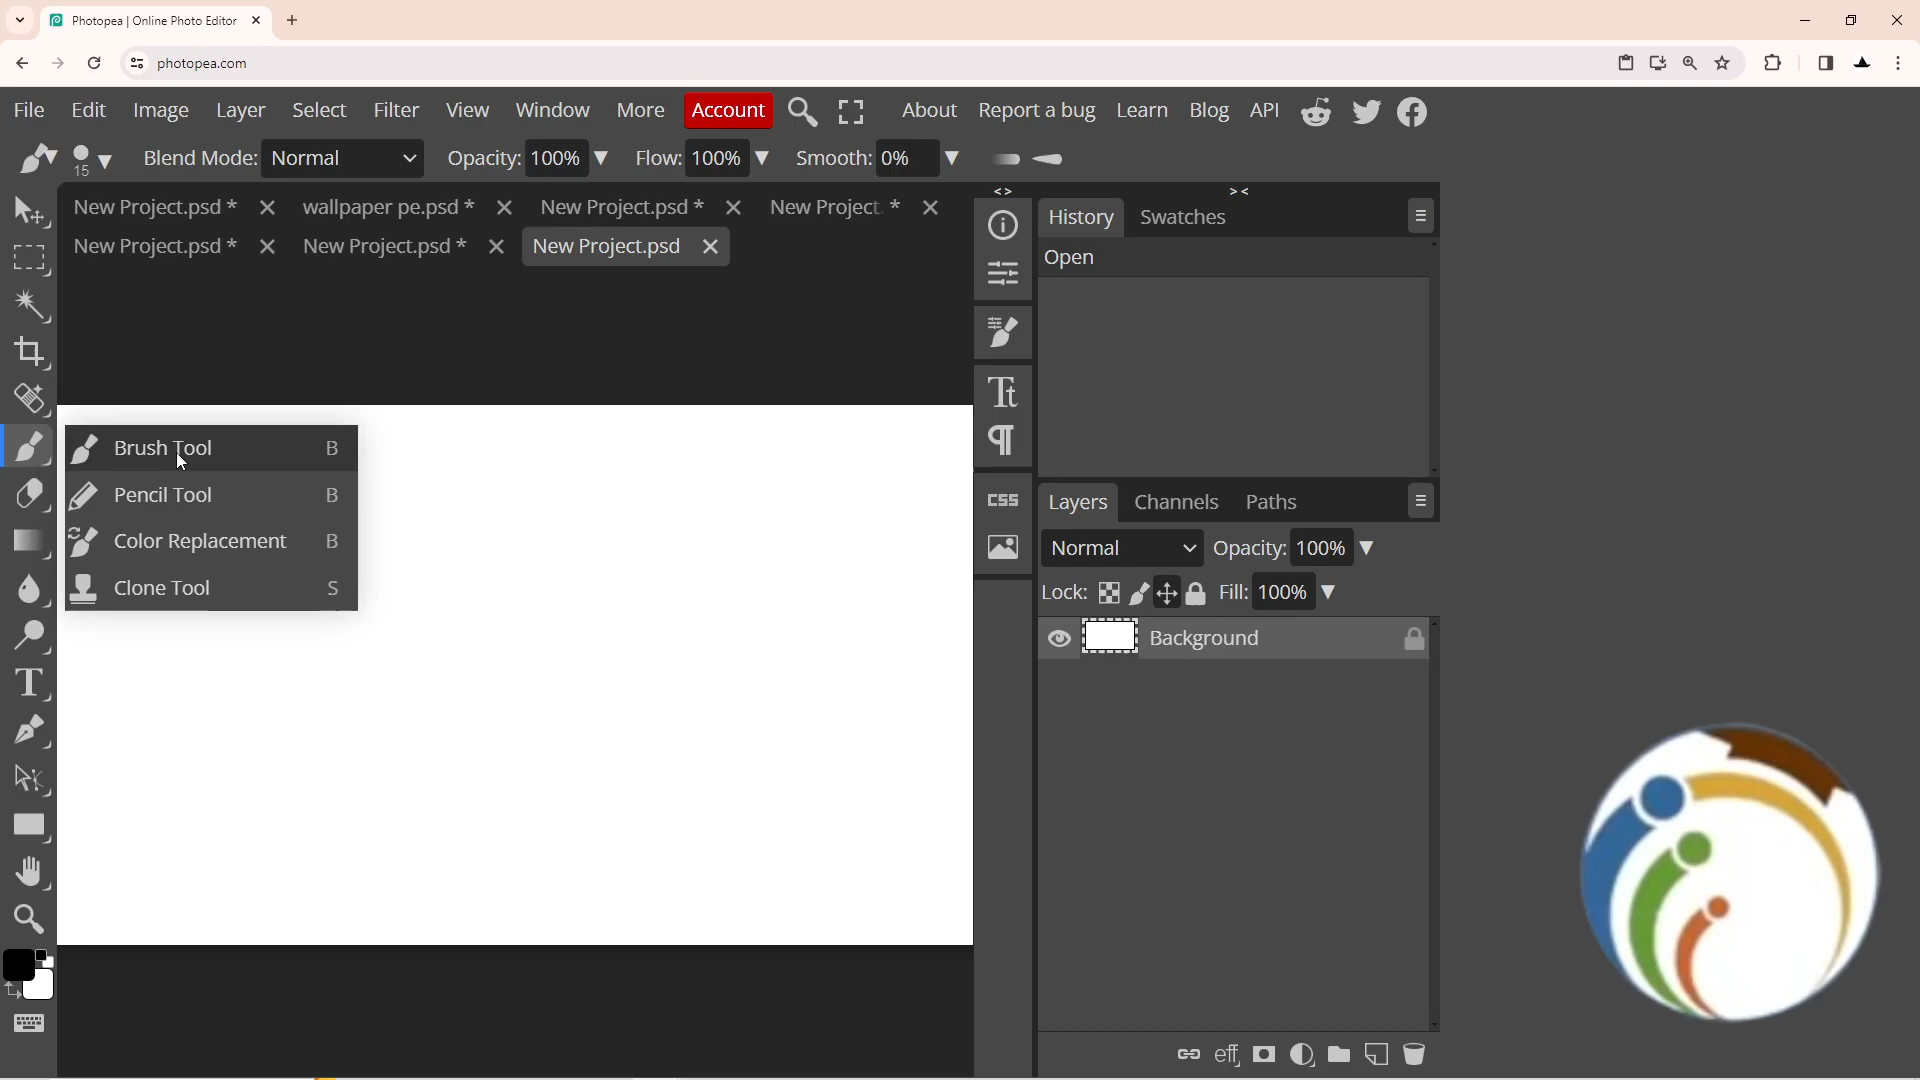 Photopea | Online Photo Editor
photopea.com
File Edit Image Layer Select Filter View Window More Account About Report a bug Learn Blog API
15 Blend Mode: Normal Opacity: 100% Flow: 100% Smooth: 0%
New Project.psd * wallpaper pe.psd * New Project.psd * New Project. *
New Project.psd * New Project.psd * New Project.psd
< > > <
History Swatches
Open
Brush Tool B
Pencil Tool B
Color Replacement B
Clone Tool S
Tt
CSS
Layers Channels Paths
Normal Opacity: 100%
Lock: Fill: 100%
Background
T
eff